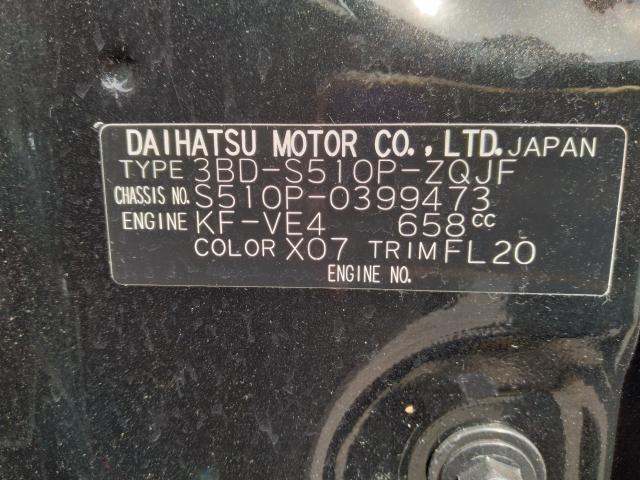 DAIHATSU MOTOR CO., LTD. JAPAN
TYPE 3BD-S510P-ZQJF
CHASSIS NO. S510P-0399473
ENGINE KF-VE4 658cc
COLOR X07 TRIM FL20
ENGINE NO.